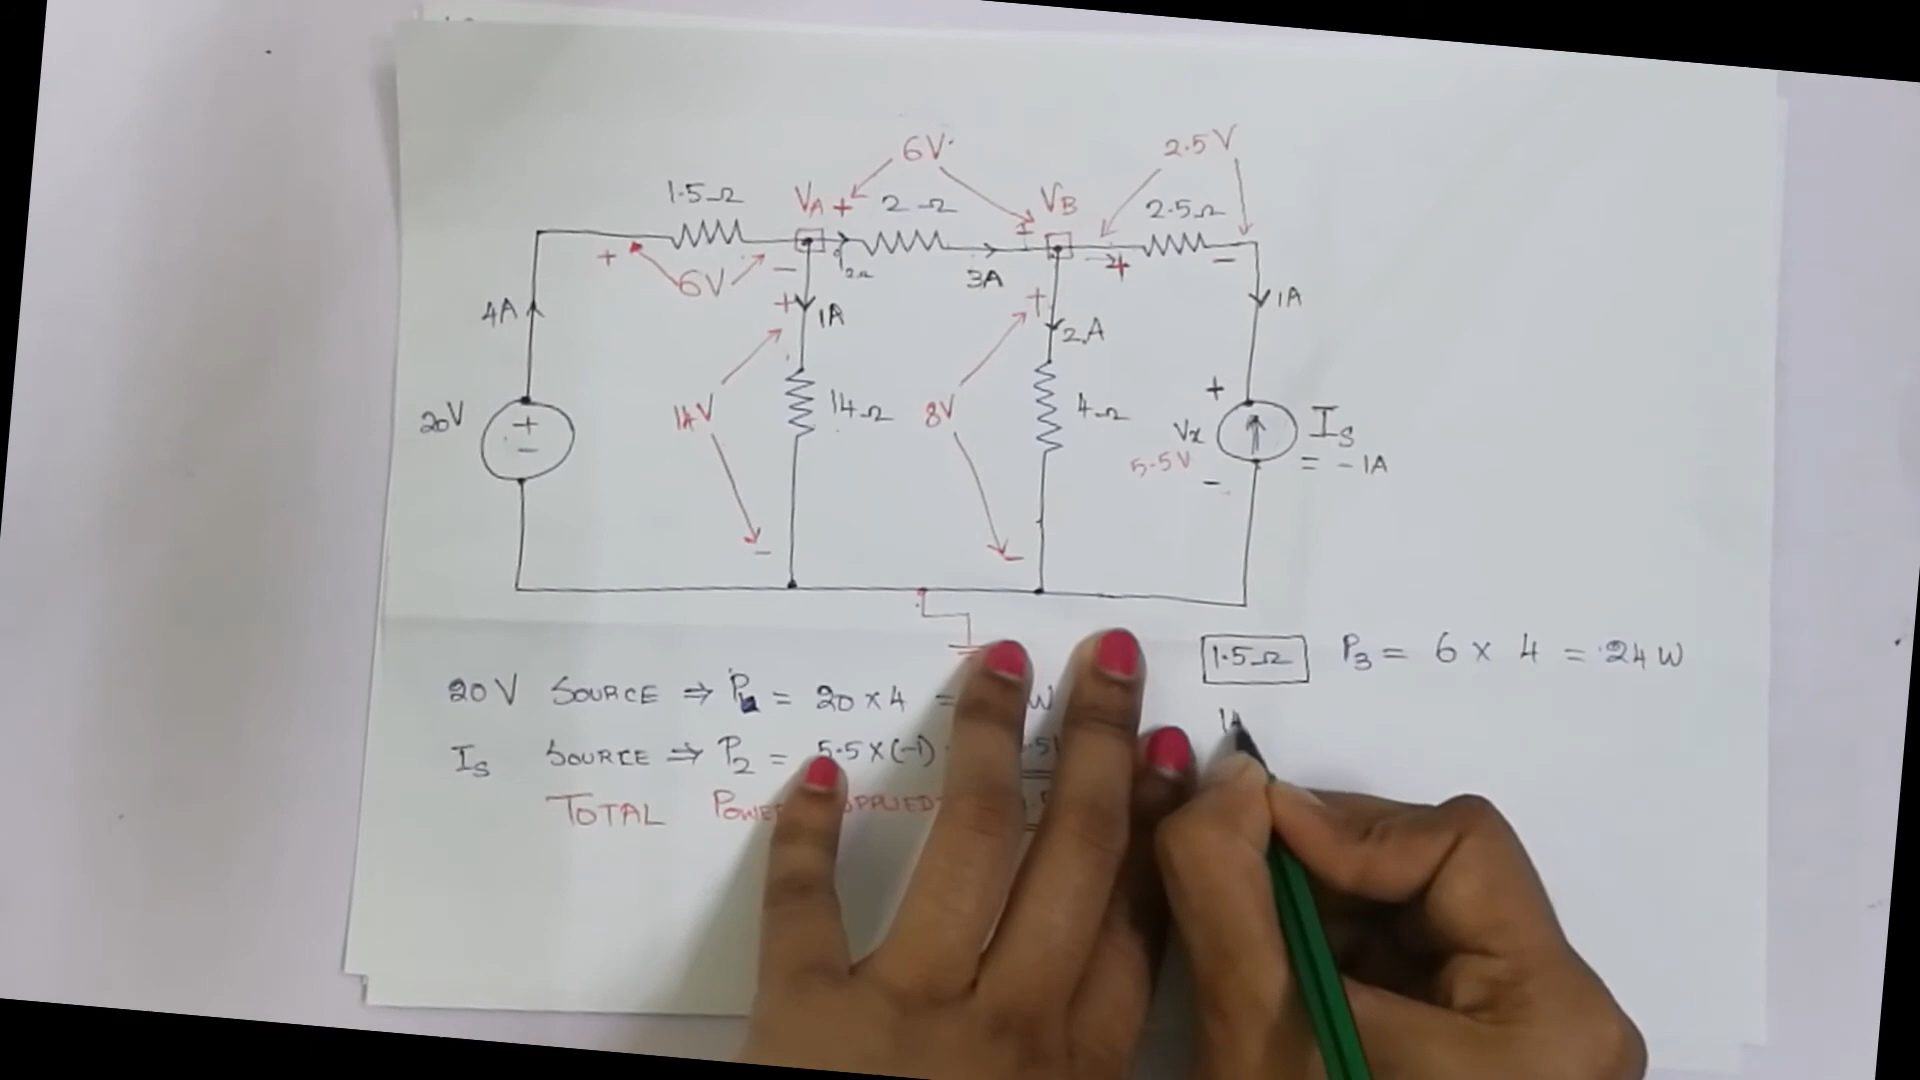 6V
2.5V
1.5Ω
VA
+
2Ω
VB
2.5Ω
+
6V
-
I2Ω
3A
+
-
4A
+
1A
+
2A
1A
20V
+
-
14V
14Ω
8V
4Ω
+
Vx
5.5V
-
IS
= -1A
-
-
20V SOURCE ⇒ P = 20 × 4 = W
IS SOURCE ⇒ P2 = 5.5 × (-1)
TOTAL
1.5Ω P3 = 6 × 4 = 24W